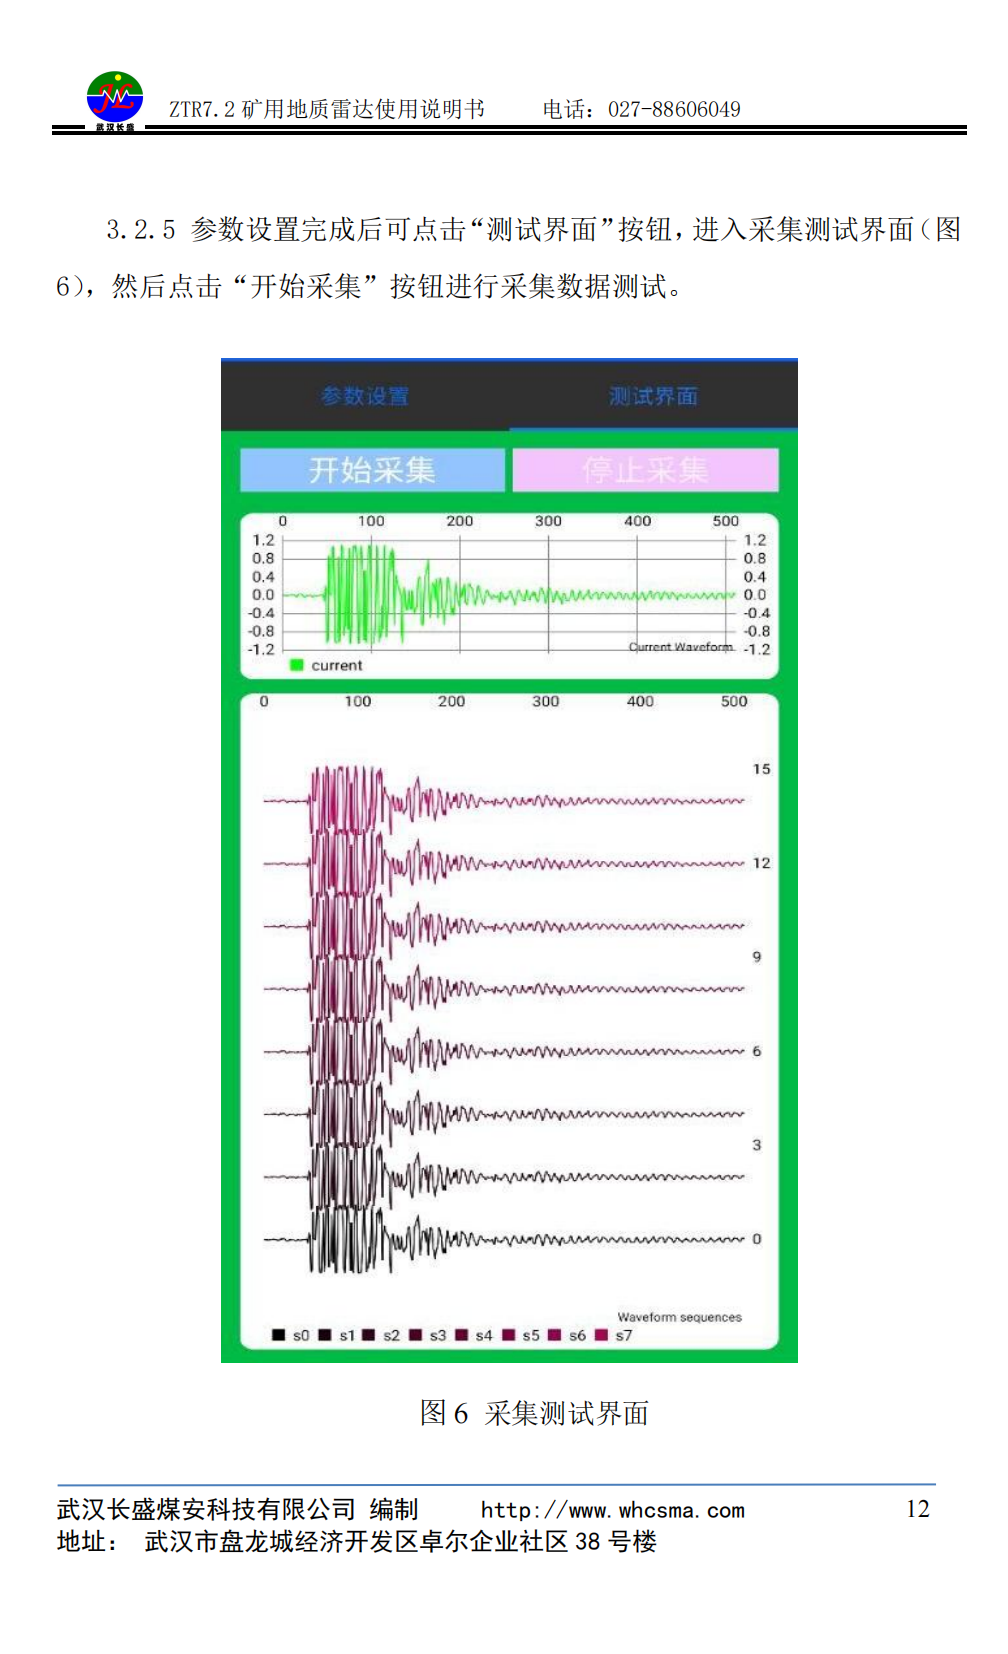 武汉长盛
ZTR7.2 矿用地质雷达使用说明书 电话：027-88606049
3.2.5 参数设置完成后可点击“测试界面”按钮，进入采集测试界面（图
6），然后点击“开始采集”按钮进行采集数据测试。
参数设置 测试界面
开始采集 停止采集
0 100 200 300 400 500
1.2 1.2
0.8 0.8
0.4 0.4
0.0 0.0
-0.4 -0.4
-0.8 -0.8
-1.2 Current Waveform -1.2
current
0 100 200 300 400 500
15
12
9
6
3
0
Waveform sequences
s0 s1 s2 s3 s4 s5 s6 s7
图 6 采集测试界面
武汉长盛煤安科技有限公司 编制 http://www.whcsma.com 12
地址： 武汉市盘龙城经济开发区卓尔企业社区 38 号楼